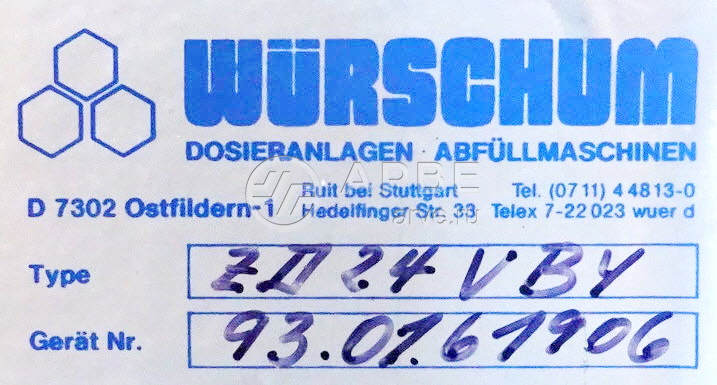 WÜRSCHUM
DOSIERANLAGEN · ABFÜLLMASCHINEN
D 7302 Ostfildern-1
Ruit bei Stuttgart Tel. (0711) 44813-0
Hedelfinger Str. 33 Telex 7-22023 wuer d
Type ZD 24 VBY
Gerät Nr. 93.01.61906